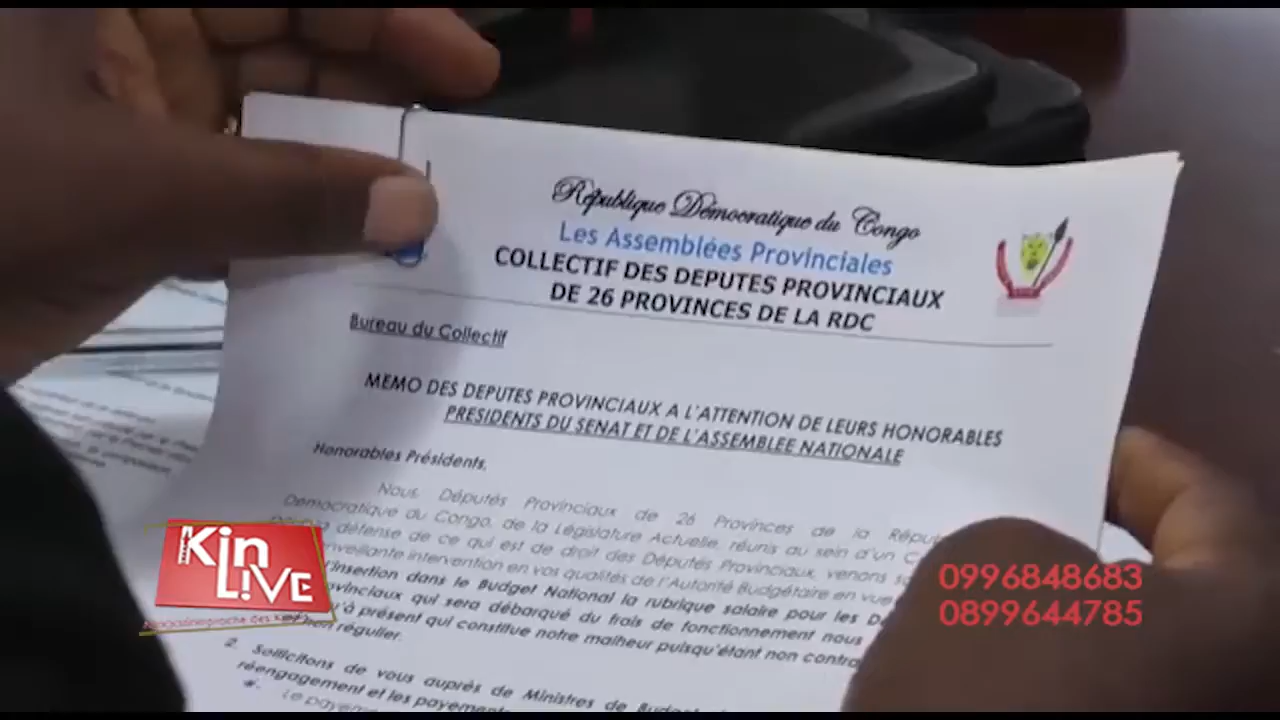 République Démocratique du Congo
Les Assemblées Provinciales
COLLECTIF DES DEPUTES PROVINCIAUX
DE 26 PROVINCES DE LA RDC
Bureau du Collectif
MEMO DES DEPUTES PROVINCIAUX A L'ATTENTION DE LEURS HONORABLES
PRESIDENTS DU SENAT ET DE L'ASSEMBLEE NATIONALE
Honorables Présidents,
Nous, Députés Provinciaux de 26 Provinces de la
Démocratique du Congo, de la Législature Actuelle, réunis au sein d'un
la défense de ce qui est de droit des Députés Provinciaux, venons
intervention en vos qualités de l'Autorité Budgétaire en vue
l'insertion dans le Budget National la rubrique salaire pour les
qui sera débarqué du frais de fonctionnement nous
à présent qui constitue notre malheur puisqu'étant non
régulier.
2. Sollicitons de vous auprès de Ministres de
réengagement et les
Le
Kin
LIVE
0996848683
0899644785